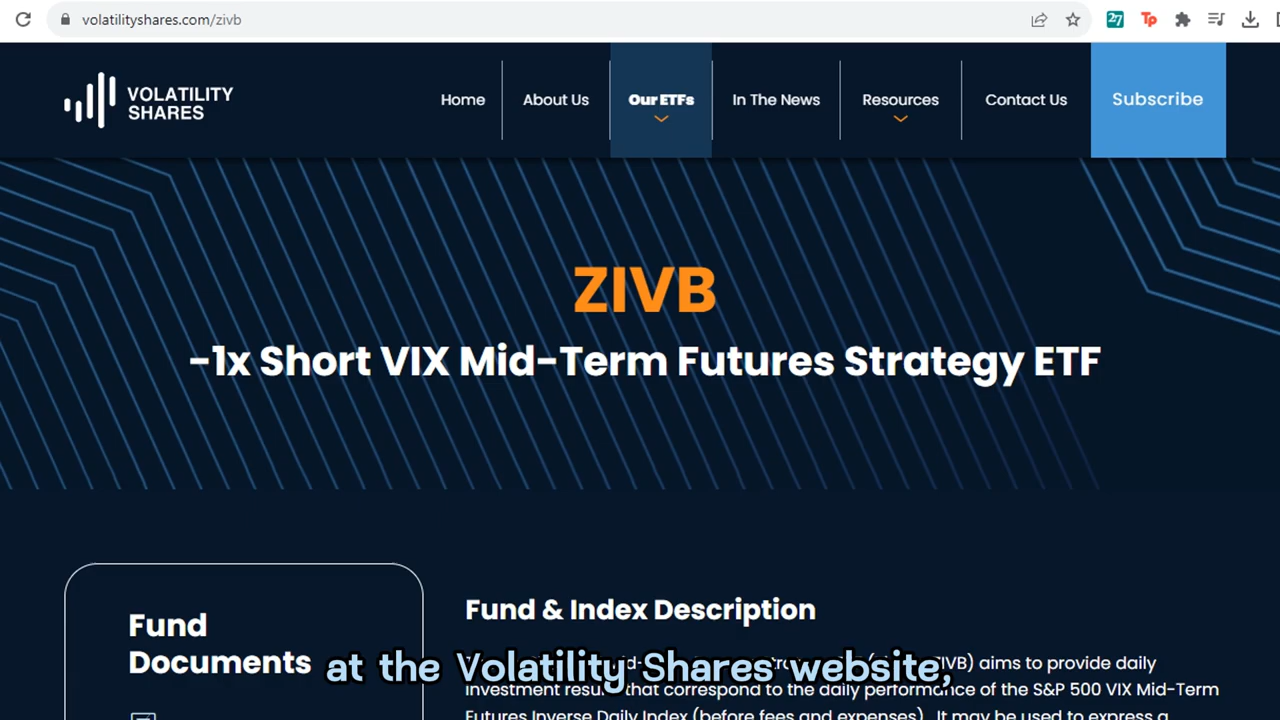 volatilityshares.com/zivb
27
Tp
VOLATILITY
SHARES
Home
About Us
Our ETFs
In The News
Resources
Contact Us
Subscribe
ZIVB
-1x Short VIX Mid-Term Futures Strategy ETF
Fund
Documents
Fund & Index Description
ZIVB) aims to provide daily
at the Volatility Shares website,
investment that correspond to the daily performance of the S&P 500 VIX Mid-Term
Futures Inverse Daily Index (before fees and expenses). It may be used to express a